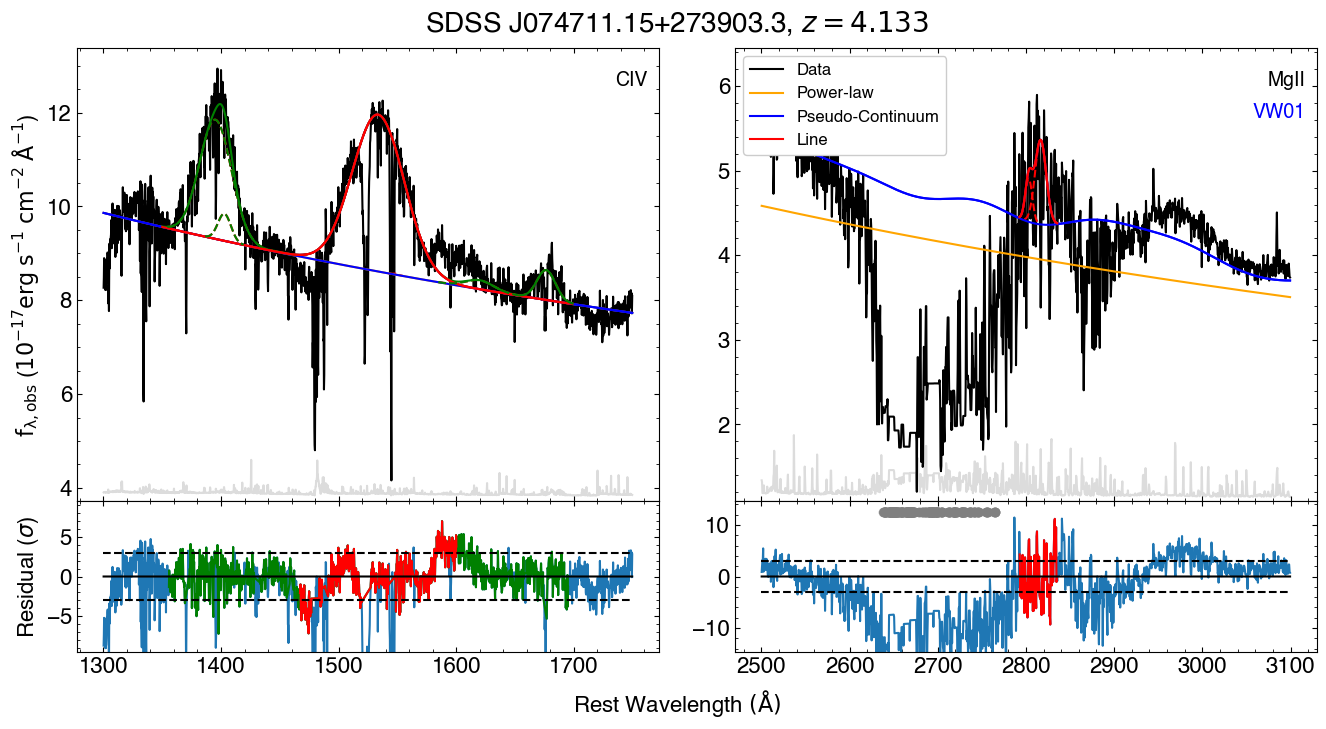 SDSS J074711.15+273903.3, z = 4.133
CIV
12
10
8
6
4
f_λ,obs (10⁻¹⁷ erg s⁻¹ cm⁻² Å⁻¹)
Data
Power-law
Pseudo-Continuum
Line
MgII
VW01
6
5
4
3
2
5
0
−5
Residual (σ)
1300 1400 1500 1600 1700
10
0
−10
2500 2600 2700 2800 2900 3000 3100
Rest Wavelength (Å)